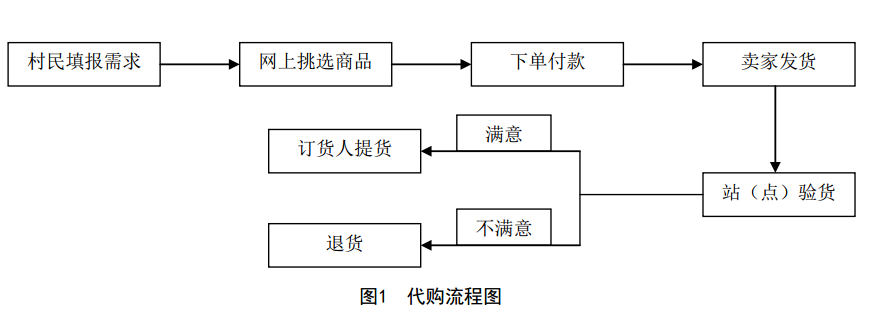 村民填报需求
网上挑选商品
下单付款
卖家发货
站（点）验货
满意
订货人提货
不满意
退货
图1 代购流程图